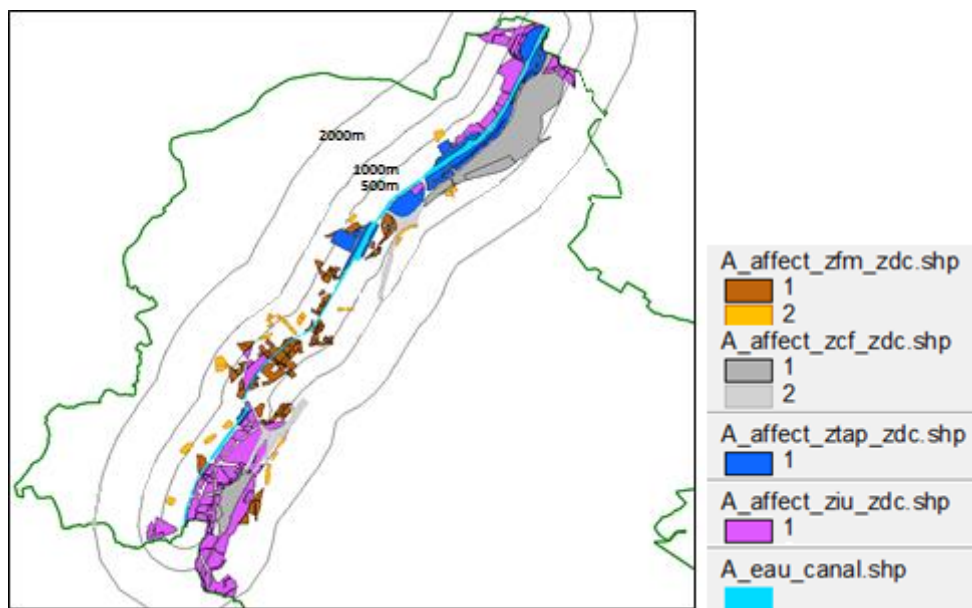 2000m
1000m
500m
A_affect_zfm_zdc.shp
1
2
A_affect_zcf_zdc.shp
1
2
A_affect_ztap_zdc.shp
1
A_affect_ziu_zdc.shp
1
A_eau_canal.shp